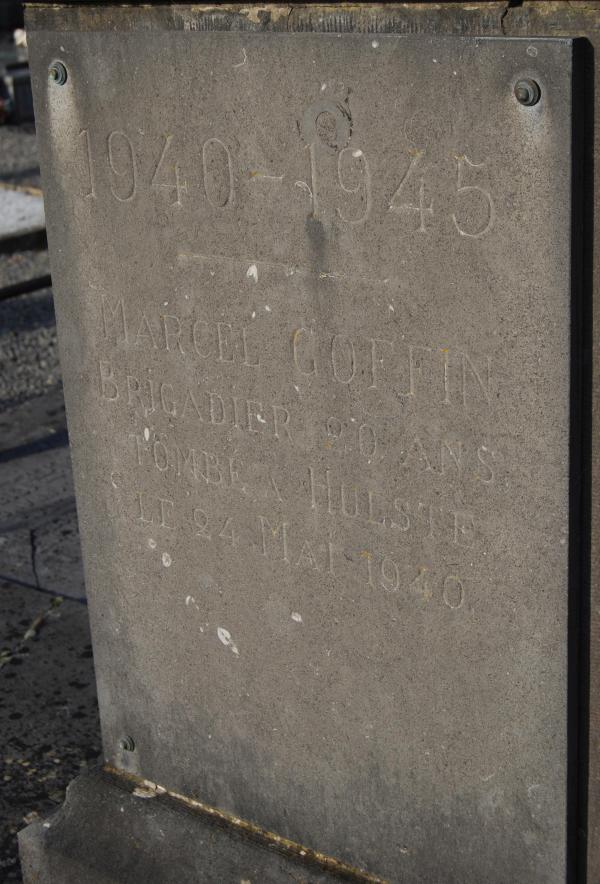 1940-1945
MARCEL GOFFIN
BRIGADIER 20 ANS
TOMBÉ A HULSTE
LE 24 MAI 1940